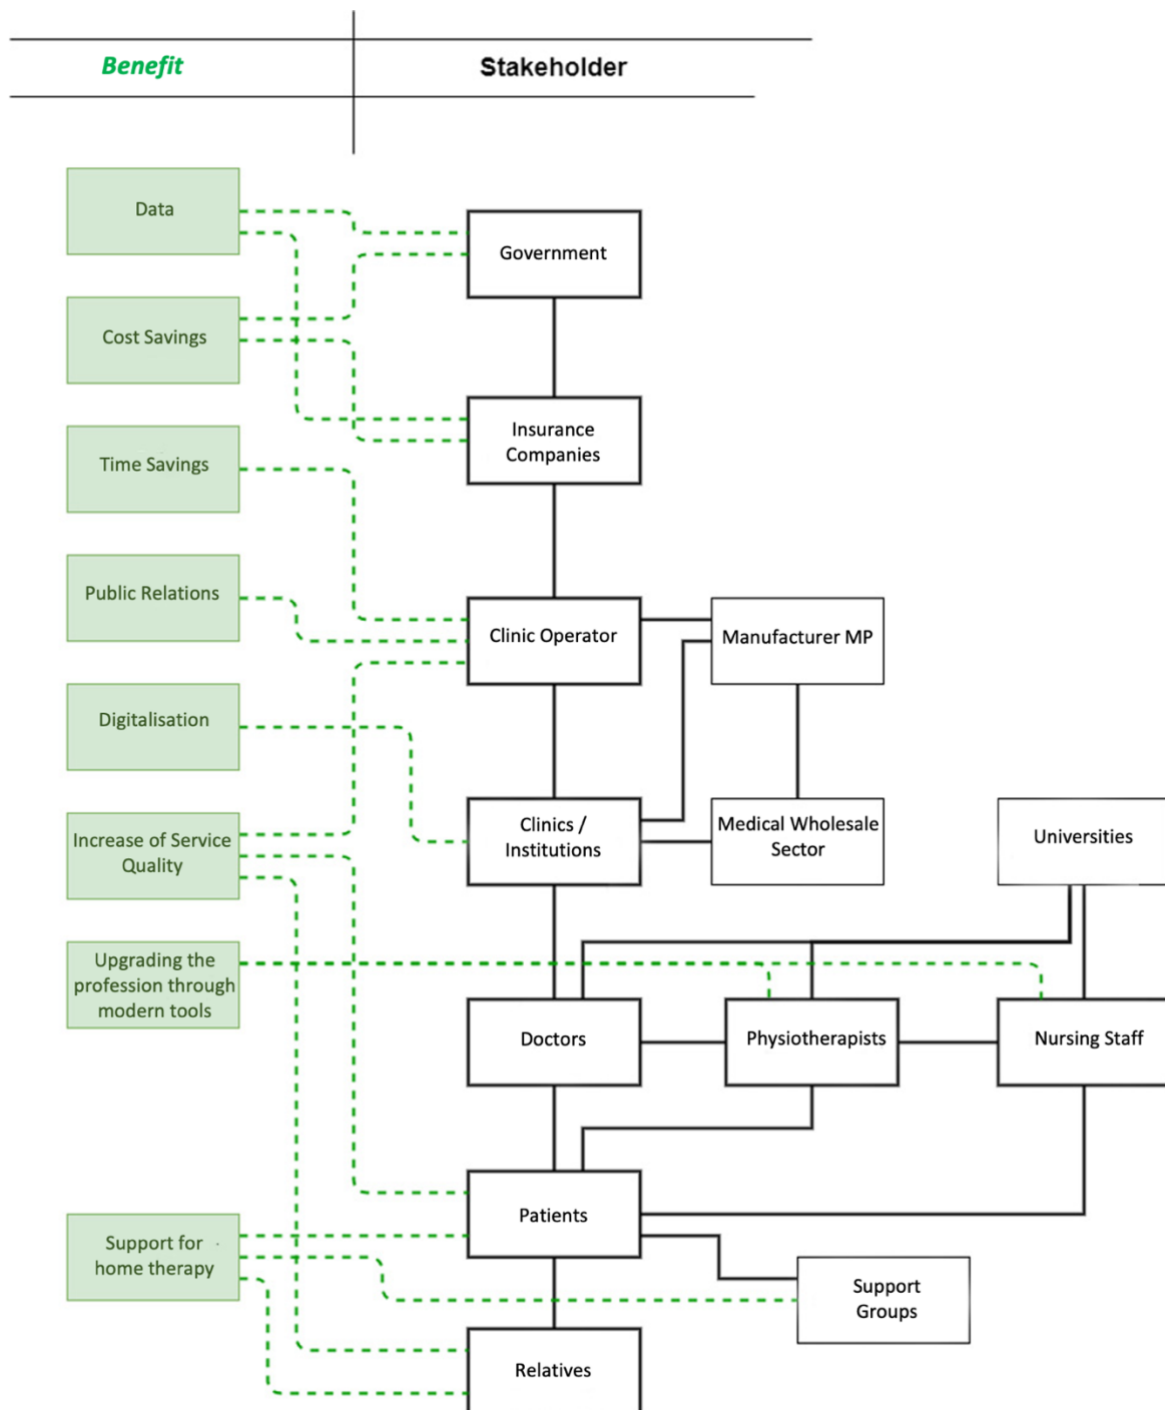 Benefit
Stakeholder
Data
Government
Cost Savings
Insurance
Companies
Time Savings
Public Relations
Clinic Operator
Manufacturer MP
Digitalisation
Clinics /
Institutions
Medical Wholesale
Sector
Universities
Increase of Service
Quality
Upgrading the
profession through
modern tools
Doctors
Physiotherapists
Nursing Staff
Patients
Support for
home therapy
Support
Groups
Relatives